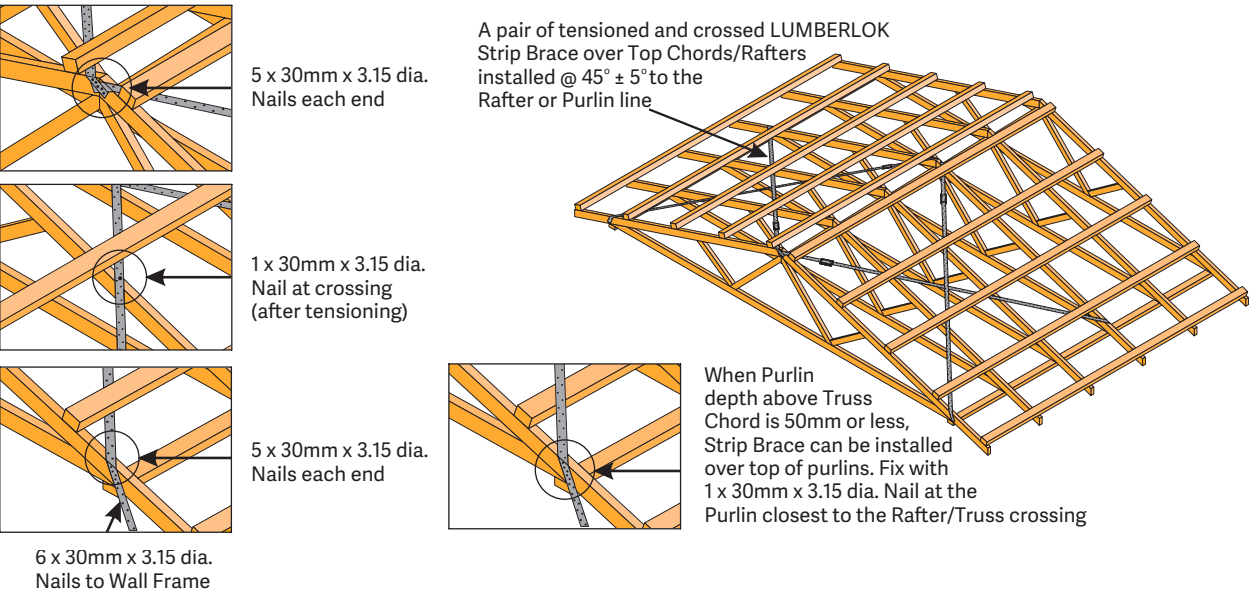 A pair of tensioned and crossed LUMBERLOK
Strip Brace over Top Chords/Rafters
installed @ 45° ± 5° to the
Rafter or Purlin line
5 x 30mm x 3.15 dia.
Nails each end
1 x 30mm x 3.15 dia.
Nail at crossing
(after tensioning)
5 x 30mm x 3.15 dia.
Nails each end
6 x 30mm x 3.15 dia.
Nails to Wall Frame
When Purlin
depth above Truss
Chord is 50mm or less,
Strip Brace can be installed
over top of purlins. Fix with
1 x 30mm x 3.15 dia. Nail at the
Purlin closest to the Rafter/Truss crossing